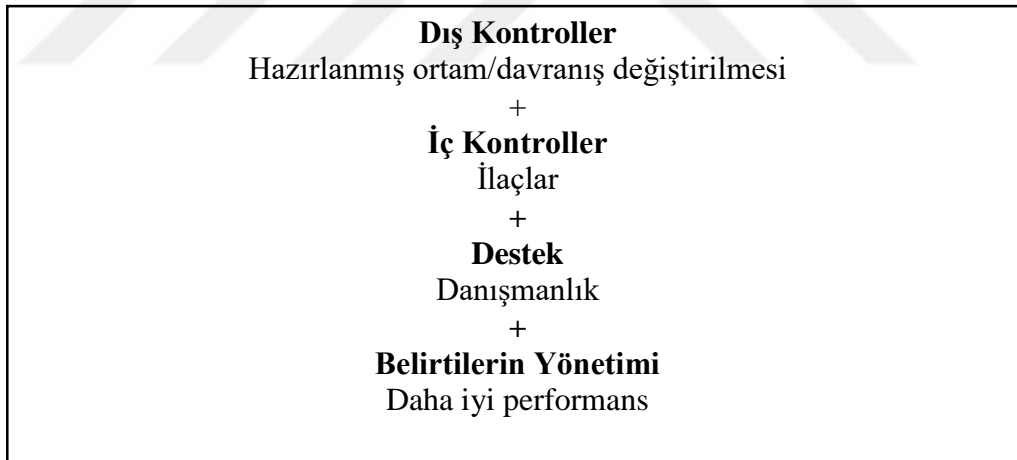 Dış Kontroller
Hazırlanmış ortam/davranış değiştirilmesi
+
İç Kontroller
İlaçlar
+
Destek
Danışmanlık
+
Belirtilerin Yönetimi
Daha iyi performans